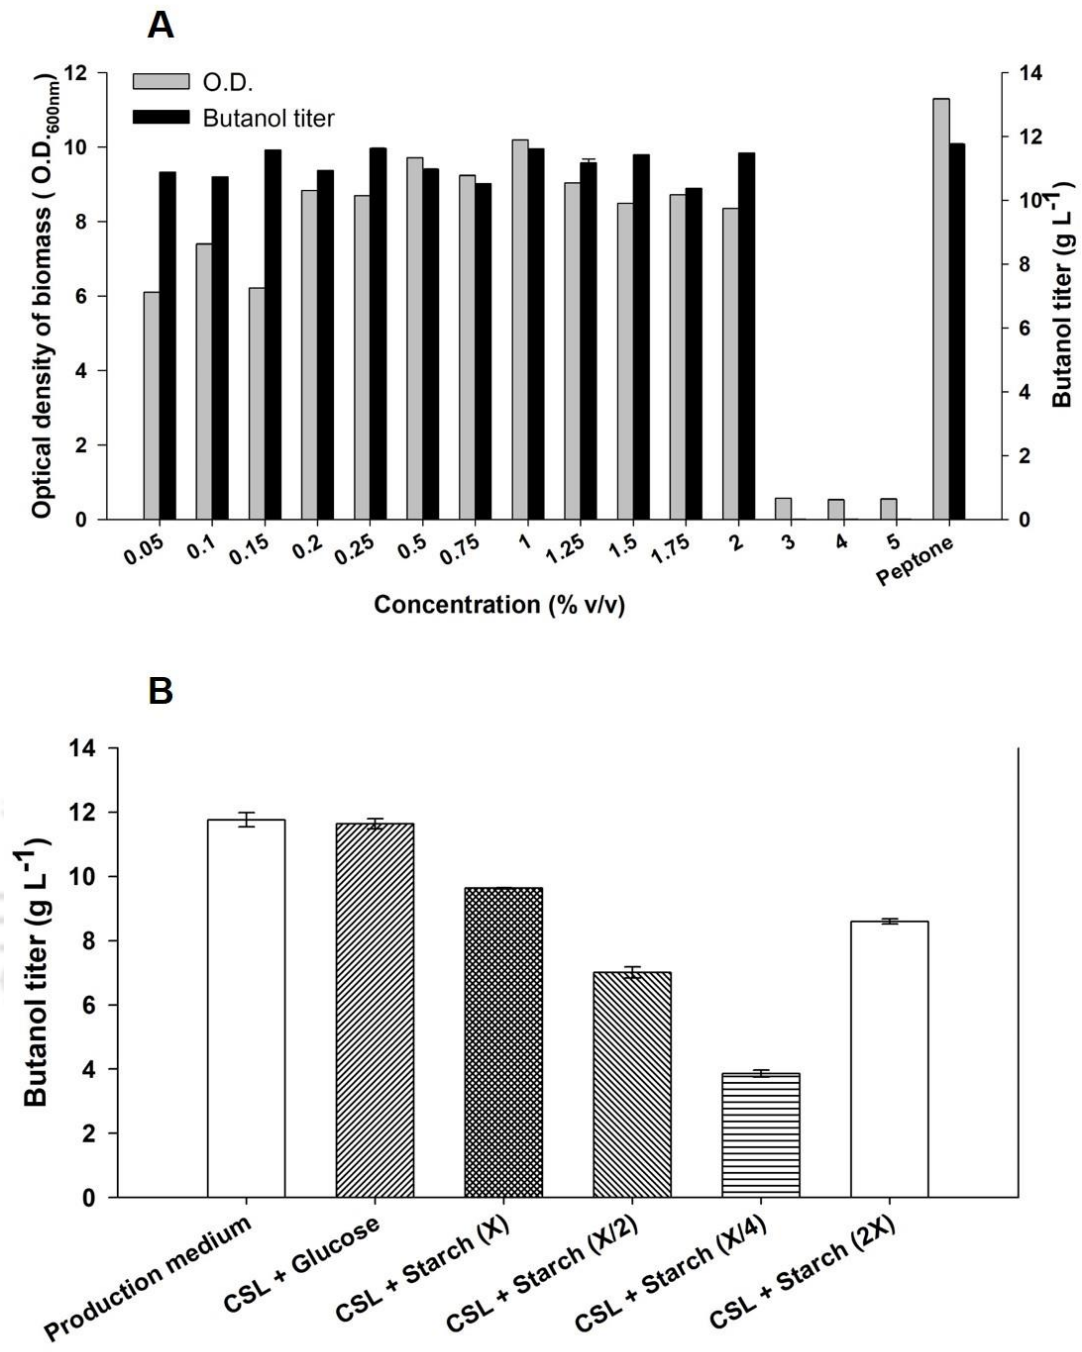 A
O.D.
Butanol titer
Optical density of biomass ( O.D.600nm)
12
10
8
6
4
2
0
14
12
10
8
6
4
2
0
Butanol titer (g L-1)
0.05 0.1 0.15 0.2 0.25 0.5 0.75 1 1.25 1.5 1.75 2 3 4 5 Peptone
Concentration (% v/v)
B
Butanol titer (g L-1)
14
12
10
8
6
4
2
0
Production medium
CSL + Glucose
CSL + Starch (X)
CSL + Starch (X/2)
CSL + Starch (X/4)
CSL + Starch (2X)